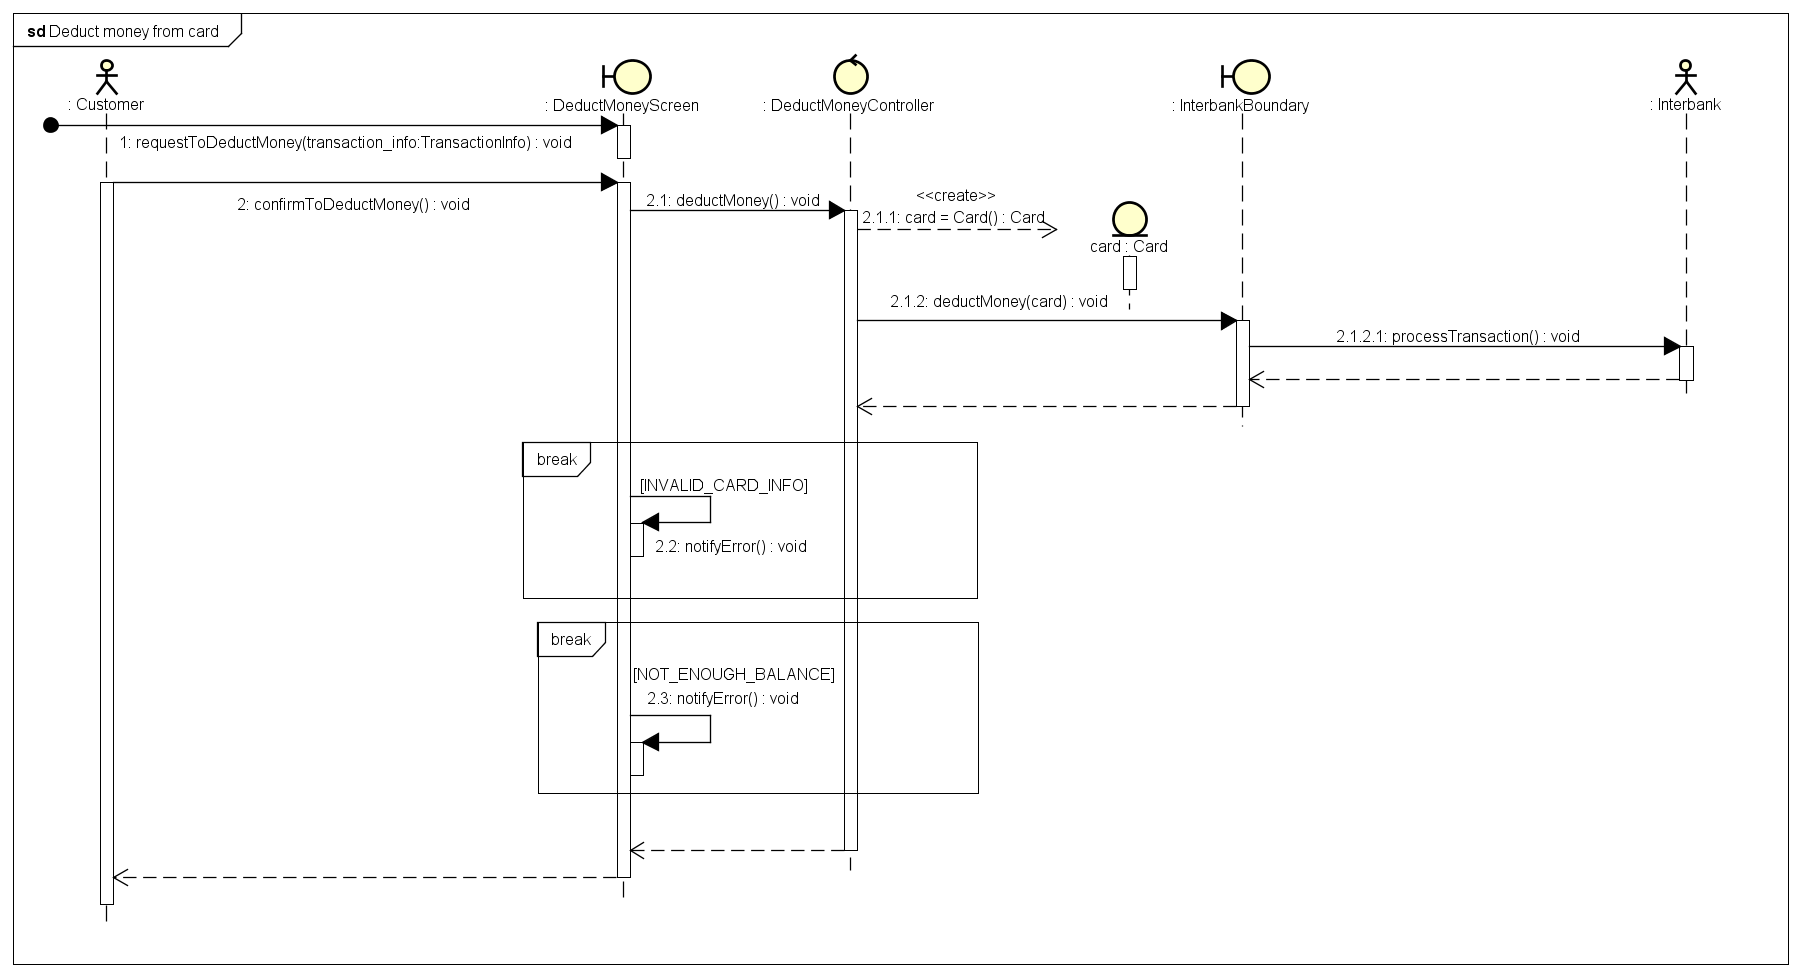 sd Deduct money from card
: Customer
: DeductMoneyScreen
: DeductMoneyController
: InterbankBoundary
: Interbank
1: requestToDeductMoney(transaction_info:TransactionInfo) : void
2: confirmToDeductMoney() : void
2.1: deductMoney() : void
<<create>>
2.1.1: card = Card() : Card
card : Card
2.1.2: deductMoney(card) : void
2.1.2.1: processTransaction() : void
break
[INVALID_CARD_INFO]
2.2: notifyError() : void
break
[NOT_ENOUGH_BALANCE]
2.3: notifyError() : void